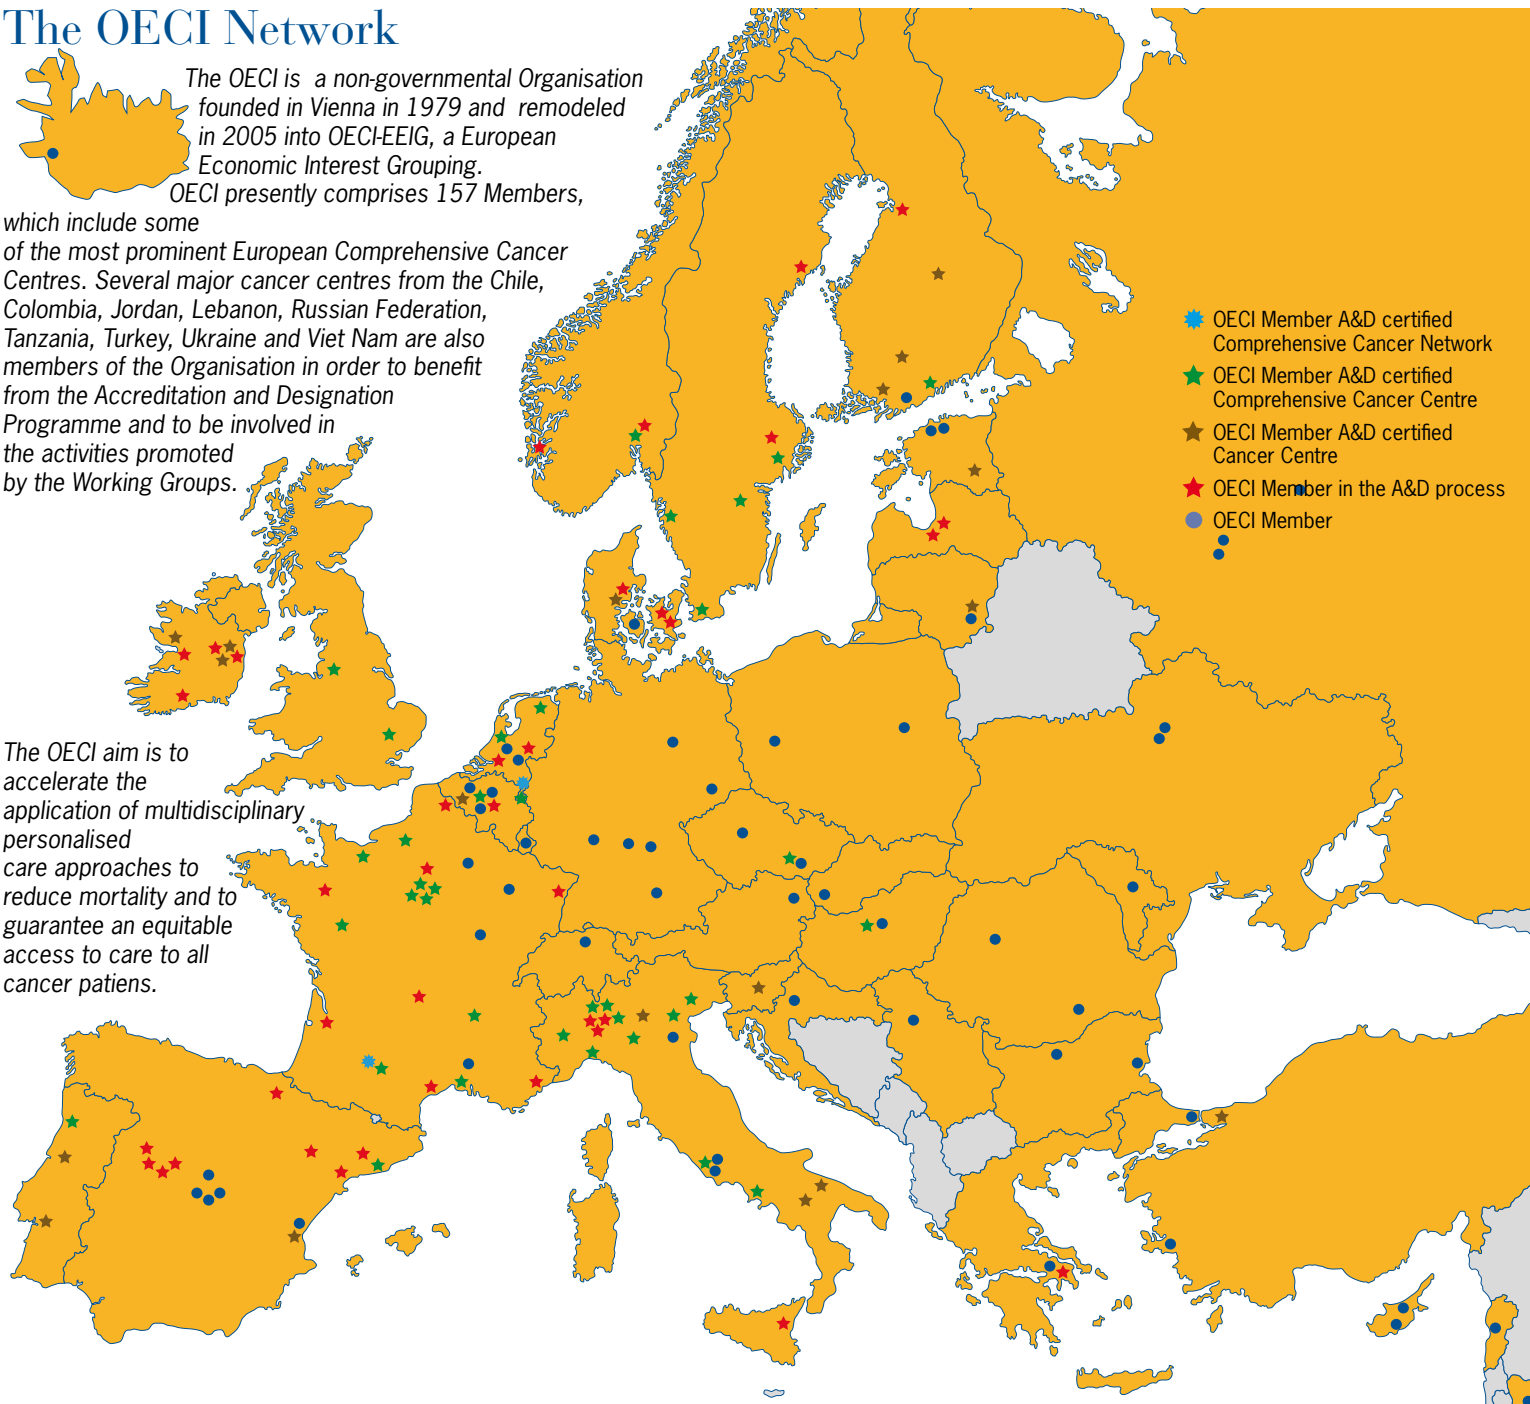 The OECI Network
The OECI is a non-governmental Organisation
founded in Vienna in 1979 and remodeled
in 2005 into OECI-EEIG, a European
Economic Interest Grouping.
OECI presently comprises 157 Members,
which include some
of the most prominent European Comprehensive Cancer
Centres. Several major cancer centres from the Chile,
Colombia, Jordan, Lebanon, Russian Federation,
Tanzania, Turkey, Ukraine and Viet Nam are also
members of the Organisation in order to benefit
from the Accreditation and Designation
Programme and to be involved in
the activities promoted
by the Working Groups.
The OECI aim is to
accelerate the
application of multidisciplinary
personalised
care approaches to
reduce mortality and to
guarantee an equitable
access to care to all
cancer patiens.
OECI Member A&D certified
Comprehensive Cancer Network
OECI Member A&D certified
Comprehensive Cancer Centre
OECI Member A&D certified
Cancer Centre
OECI Member in the A&D process
OECI Member